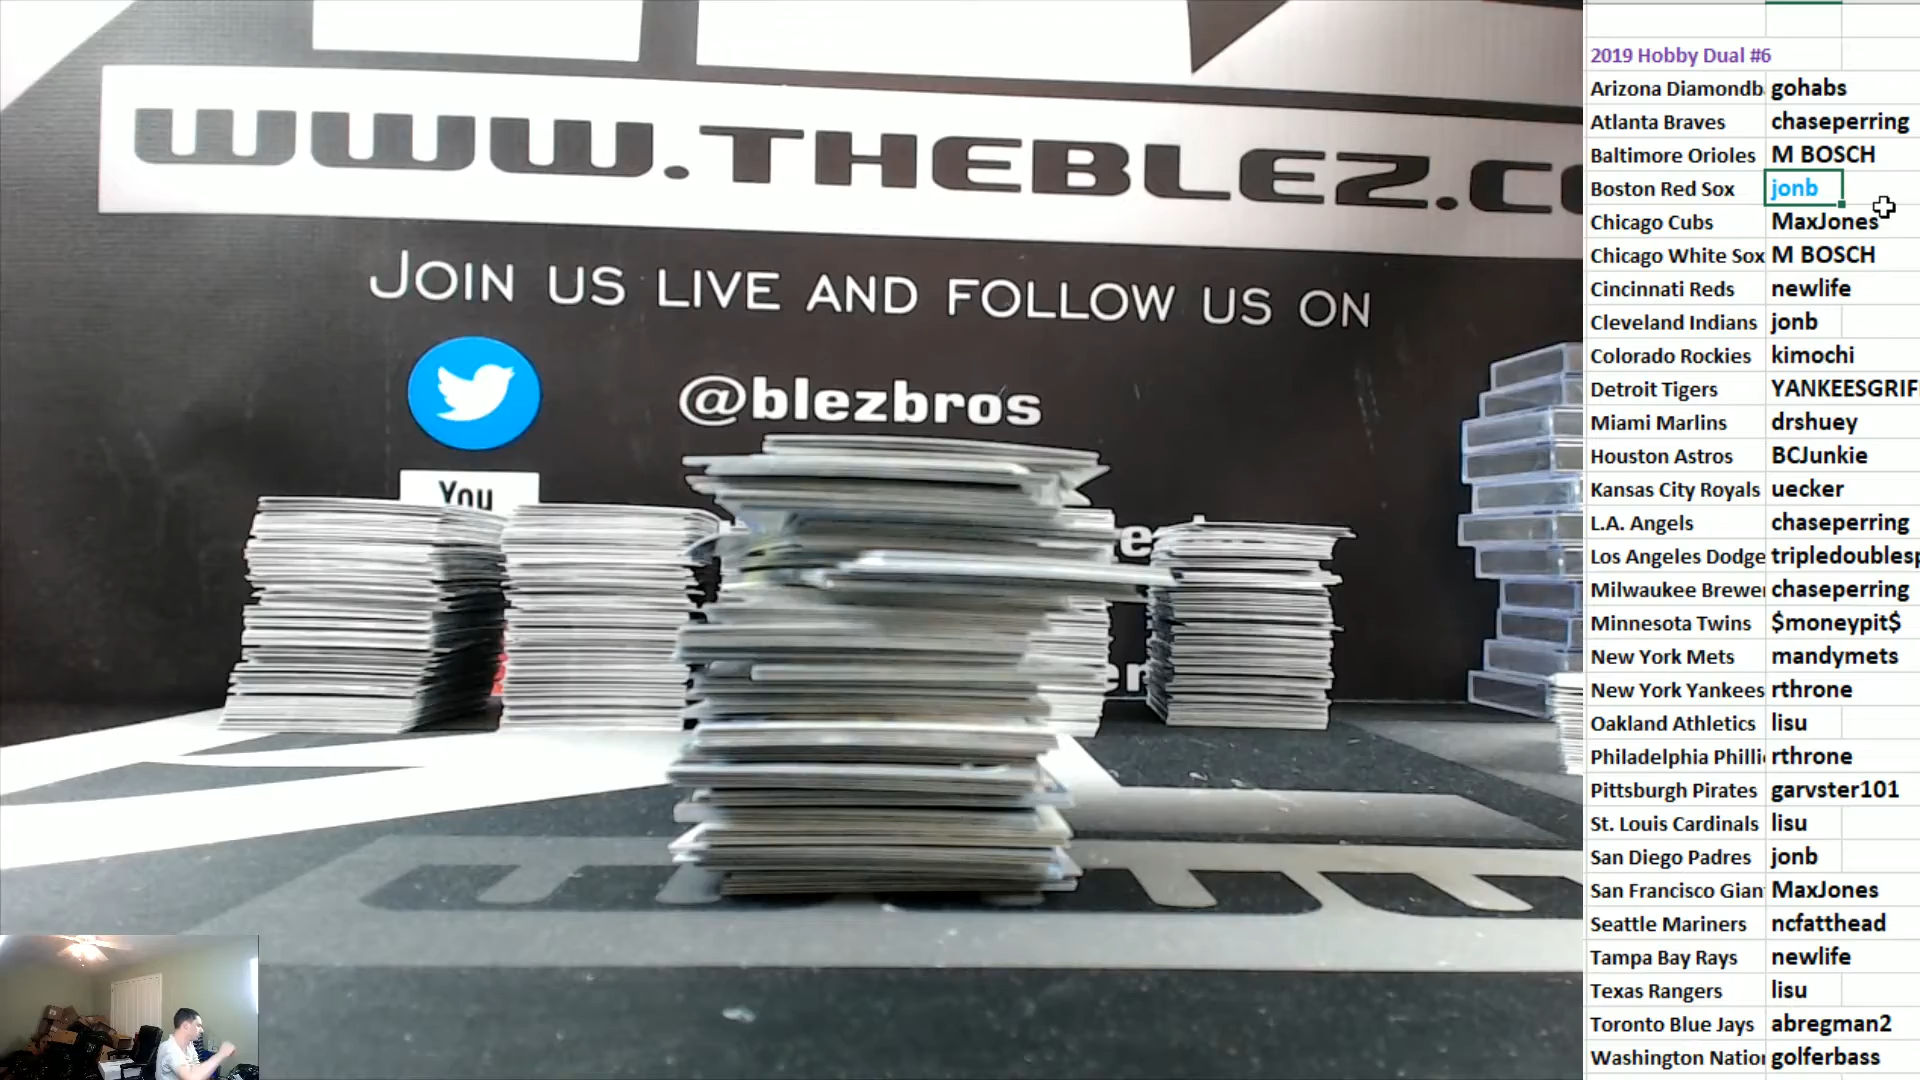 WWW.THEBLEZ.C
JOIN US LIVE AND FOLLOW US ON
@blezbros
You
2019 Hobby Dual #6
Arizona Diamondb gohabs
Atlanta Braves chaseperring
Baltimore Orioles M BOSCH
Boston Red Sox jonb
Chicago Cubs MaxJones
Chicago White Sox M BOSCH
Cincinnati Reds newlife
Cleveland Indians jonb
Colorado Rockies kimochi
Detroit Tigers YANKEESGRIF
Miami Marlins drshuey
Houston Astros BCJunkie
Kansas City Royals uecker
L.A. Angels chaseperring
Los Angeles Dodge tripledoublesp
Milwaukee Brewer chaseperring
Minnesota Twins $moneypit$
New York Mets mandymets
New York Yankees rthrone
Oakland Athletics lisu
Philadelphia Philli rthrone
Pittsburgh Pirates garvster101
St. Louis Cardinals lisu
San Diego Padres jonb
San Francisco Gian MaxJones
Seattle Mariners ncfatthead
Tampa Bay Rays newlife
Texas Rangers lisu
Toronto Blue Jays abregman2
Washington Natio golferbass